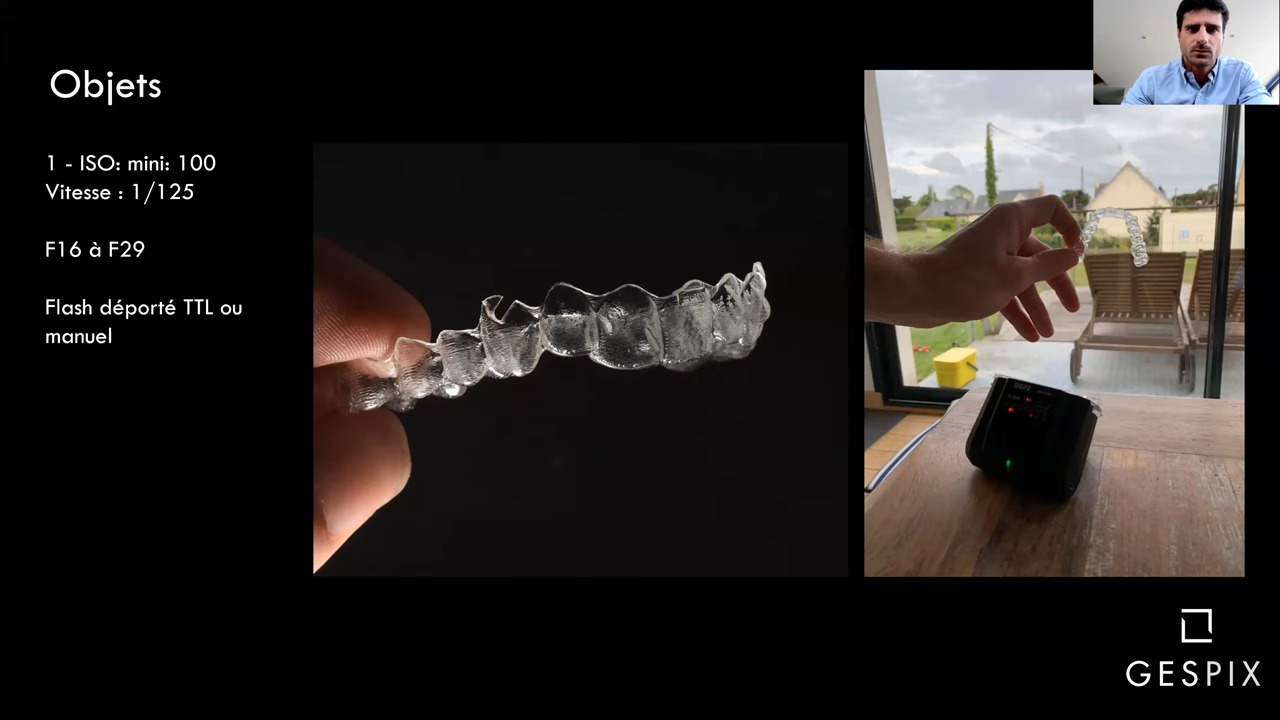 Objets
1 - ISO: mini: 100
Vitesse : 1/125
F16 à F29
Flash déporté TTL ou
manuel
GESPIX